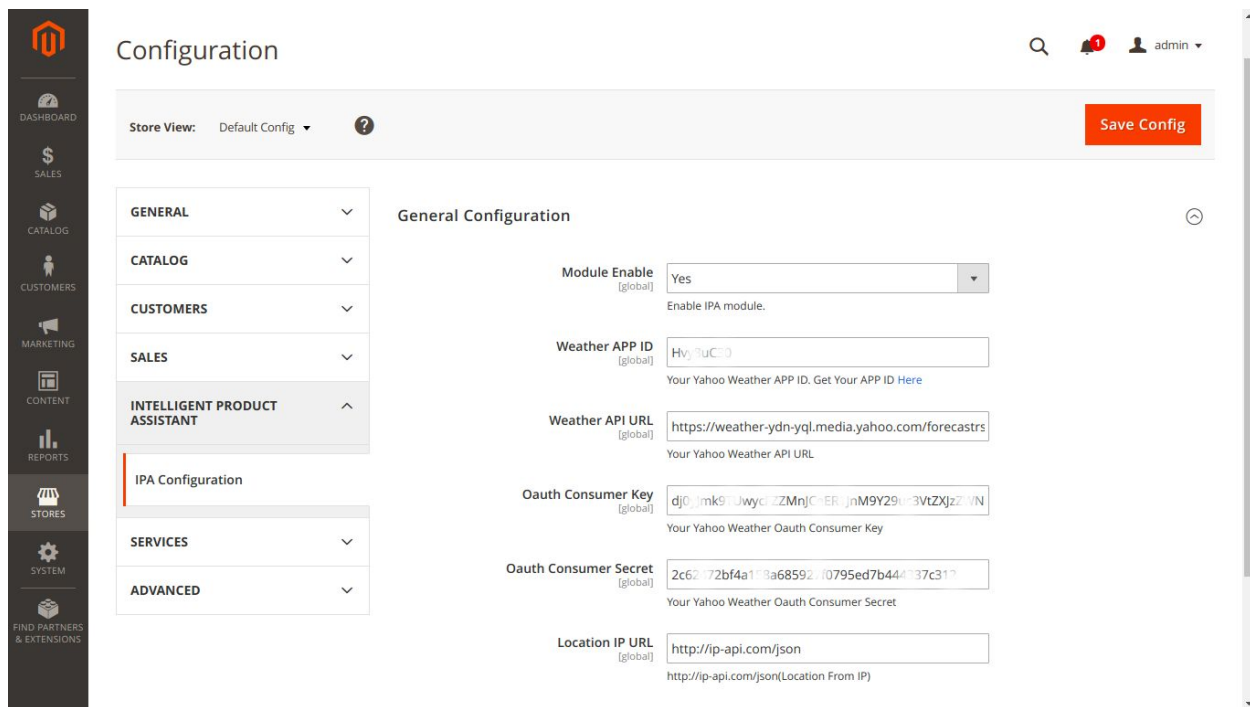 Configuration
1
admin
DASHBOARD
SALES
CATALOG
CUSTOMERS
MARKETING
CONTENT
REPORTS
STORES
SYSTEM
FIND PARTNERS
& EXTENSIONS
Store View: Default Config
Save Config
GENERAL
CATALOG
CUSTOMERS
SALES
INTELLIGENT PRODUCT
ASSISTANT
IPA Configuration
SERVICES
ADVANCED
General Configuration
Module Enable
[global]
Yes
Enable IPA module.
Weather APP ID
[global]
Your Yahoo Weather APP ID. Get Your APP ID Here
Weather API URL
[global]
https://weather-ydn-yql.media.yahoo.com/forecastrs
Your Yahoo Weather API URL
Oauth Consumer Key
[global]
Your Yahoo Weather Oauth Consumer Key
Oauth Consumer Secret
[global]
Your Yahoo Weather Oauth Consumer Secret
Location IP URL
[global]
http://ip-api.com/json
http://ip-api.com/json(Location From IP)